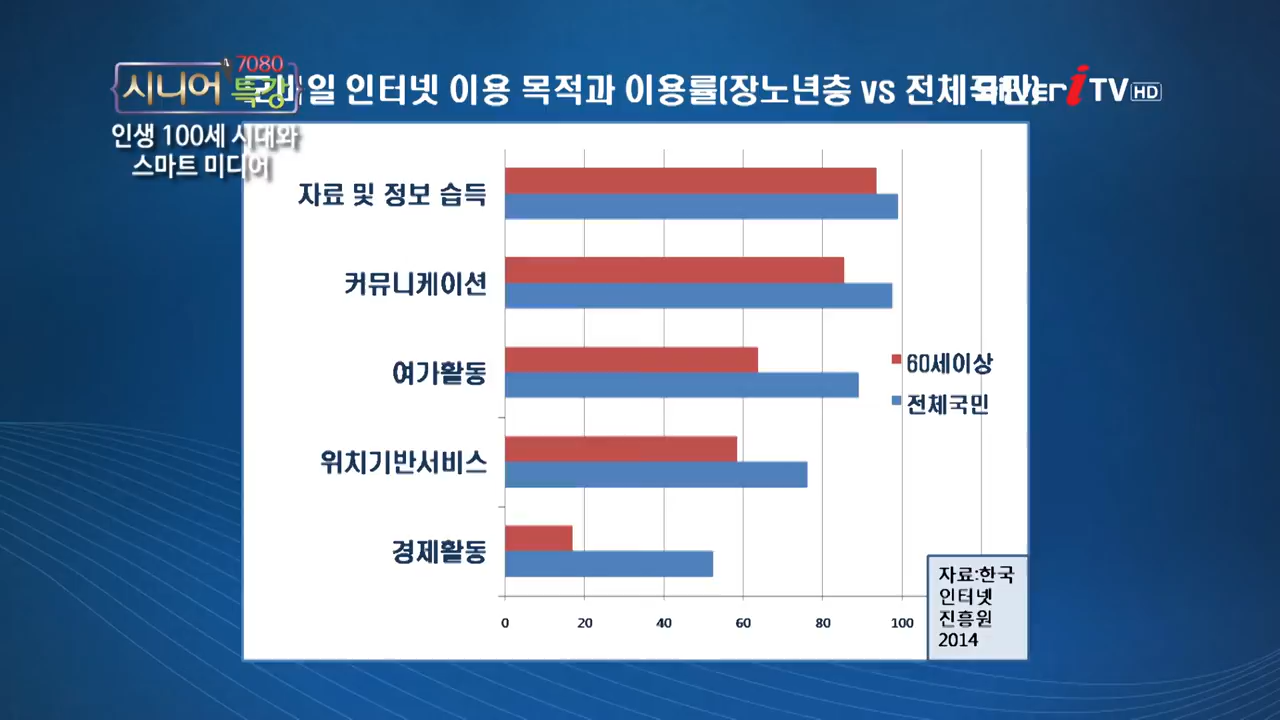 7080
시니어 특강
인생 100세 시대와
스마트 미디어
일 인터넷 이용 목적과 이용률(장노년층 vs 전체국민)
iTV HD
자료 및 정보 습득
커뮤니케이션
여가활동
위치기반서비스
경제활동
60세이상
전체국민
0 20 40 60 80 100
자료:한국
인터넷
진흥원
2014